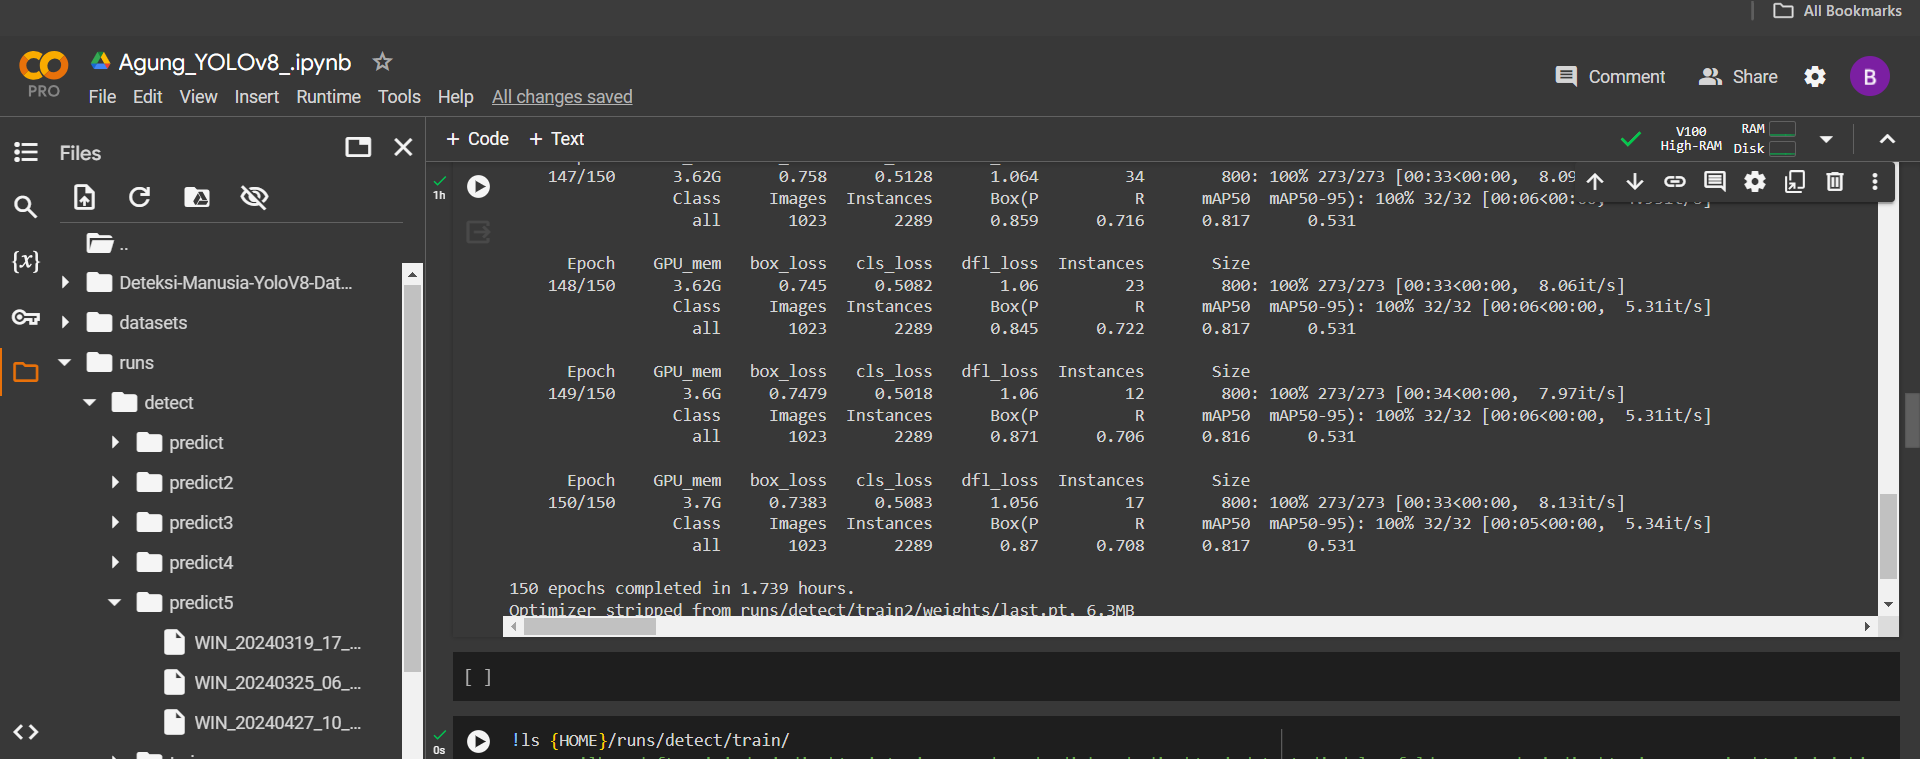 All Bookmarks
Agung_YOLOv8_.ipynb
PRO
File Edit View Insert Runtime Tools Help All changes saved
Comment Share B
Files
+ Code + Text
V100 High-RAM RAM Disk
..
Deteksi-Manusia-YoloV8-Dat...
datasets
runs
detect
predict
predict2
predict3
predict4
predict5
WIN_20240319_17_...
WIN_20240325_06_...
WIN_20240427_10_...
{x}
1h
147/150 3.62G 0.758 0.5128 1.064 34 800: 100% 273/273 [00:33<00:00, 8.09
Class Images Instances Box(P R mAP50 mAP50-95): 100% 32/32 [00:06<00:
all 1023 2289 0.859 0.716 0.817 0.531
Epoch GPU_mem box_loss cls_loss dfl_loss Instances Size
148/150 3.62G 0.745 0.5082 1.06 23 800: 100% 273/273 [00:33<00:00, 8.06it/s]
Class Images Instances Box(P R mAP50 mAP50-95): 100% 32/32 [00:06<00:00, 5.31it/s]
all 1023 2289 0.845 0.722 0.817 0.531
Epoch GPU_mem box_loss cls_loss dfl_loss Instances Size
149/150 3.6G 0.7479 0.5018 1.06 12 800: 100% 273/273 [00:34<00:00, 7.97it/s]
Class Images Instances Box(P R mAP50 mAP50-95): 100% 32/32 [00:06<00:00, 5.31it/s]
all 1023 2289 0.871 0.706 0.816 0.531
Epoch GPU_mem box_loss cls_loss dfl_loss Instances Size
150/150 3.7G 0.7383 0.5083 1.056 17 800: 100% 273/273 [00:33<00:00, 8.13it/s]
Class Images Instances Box(P R mAP50 mAP50-95): 100% 32/32 [00:05<00:00, 5.34it/s]
all 1023 2289 0.87 0.708 0.817 0.531
150 epochs completed in 1.739 hours.
Optimizer stripped from runs/detect/train2/weights/last.pt, 6.3MB
[ ]
0s
!ls {HOME}/runs/detect/train/